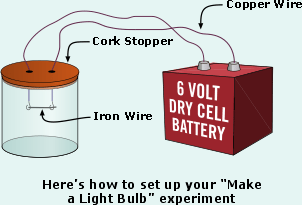 Copper Wire
Cork Stopper
6 VOLT
DRY CELL
BATTERY
Iron Wire
Here's how to set up your "Make
a Light Bulb" experiment